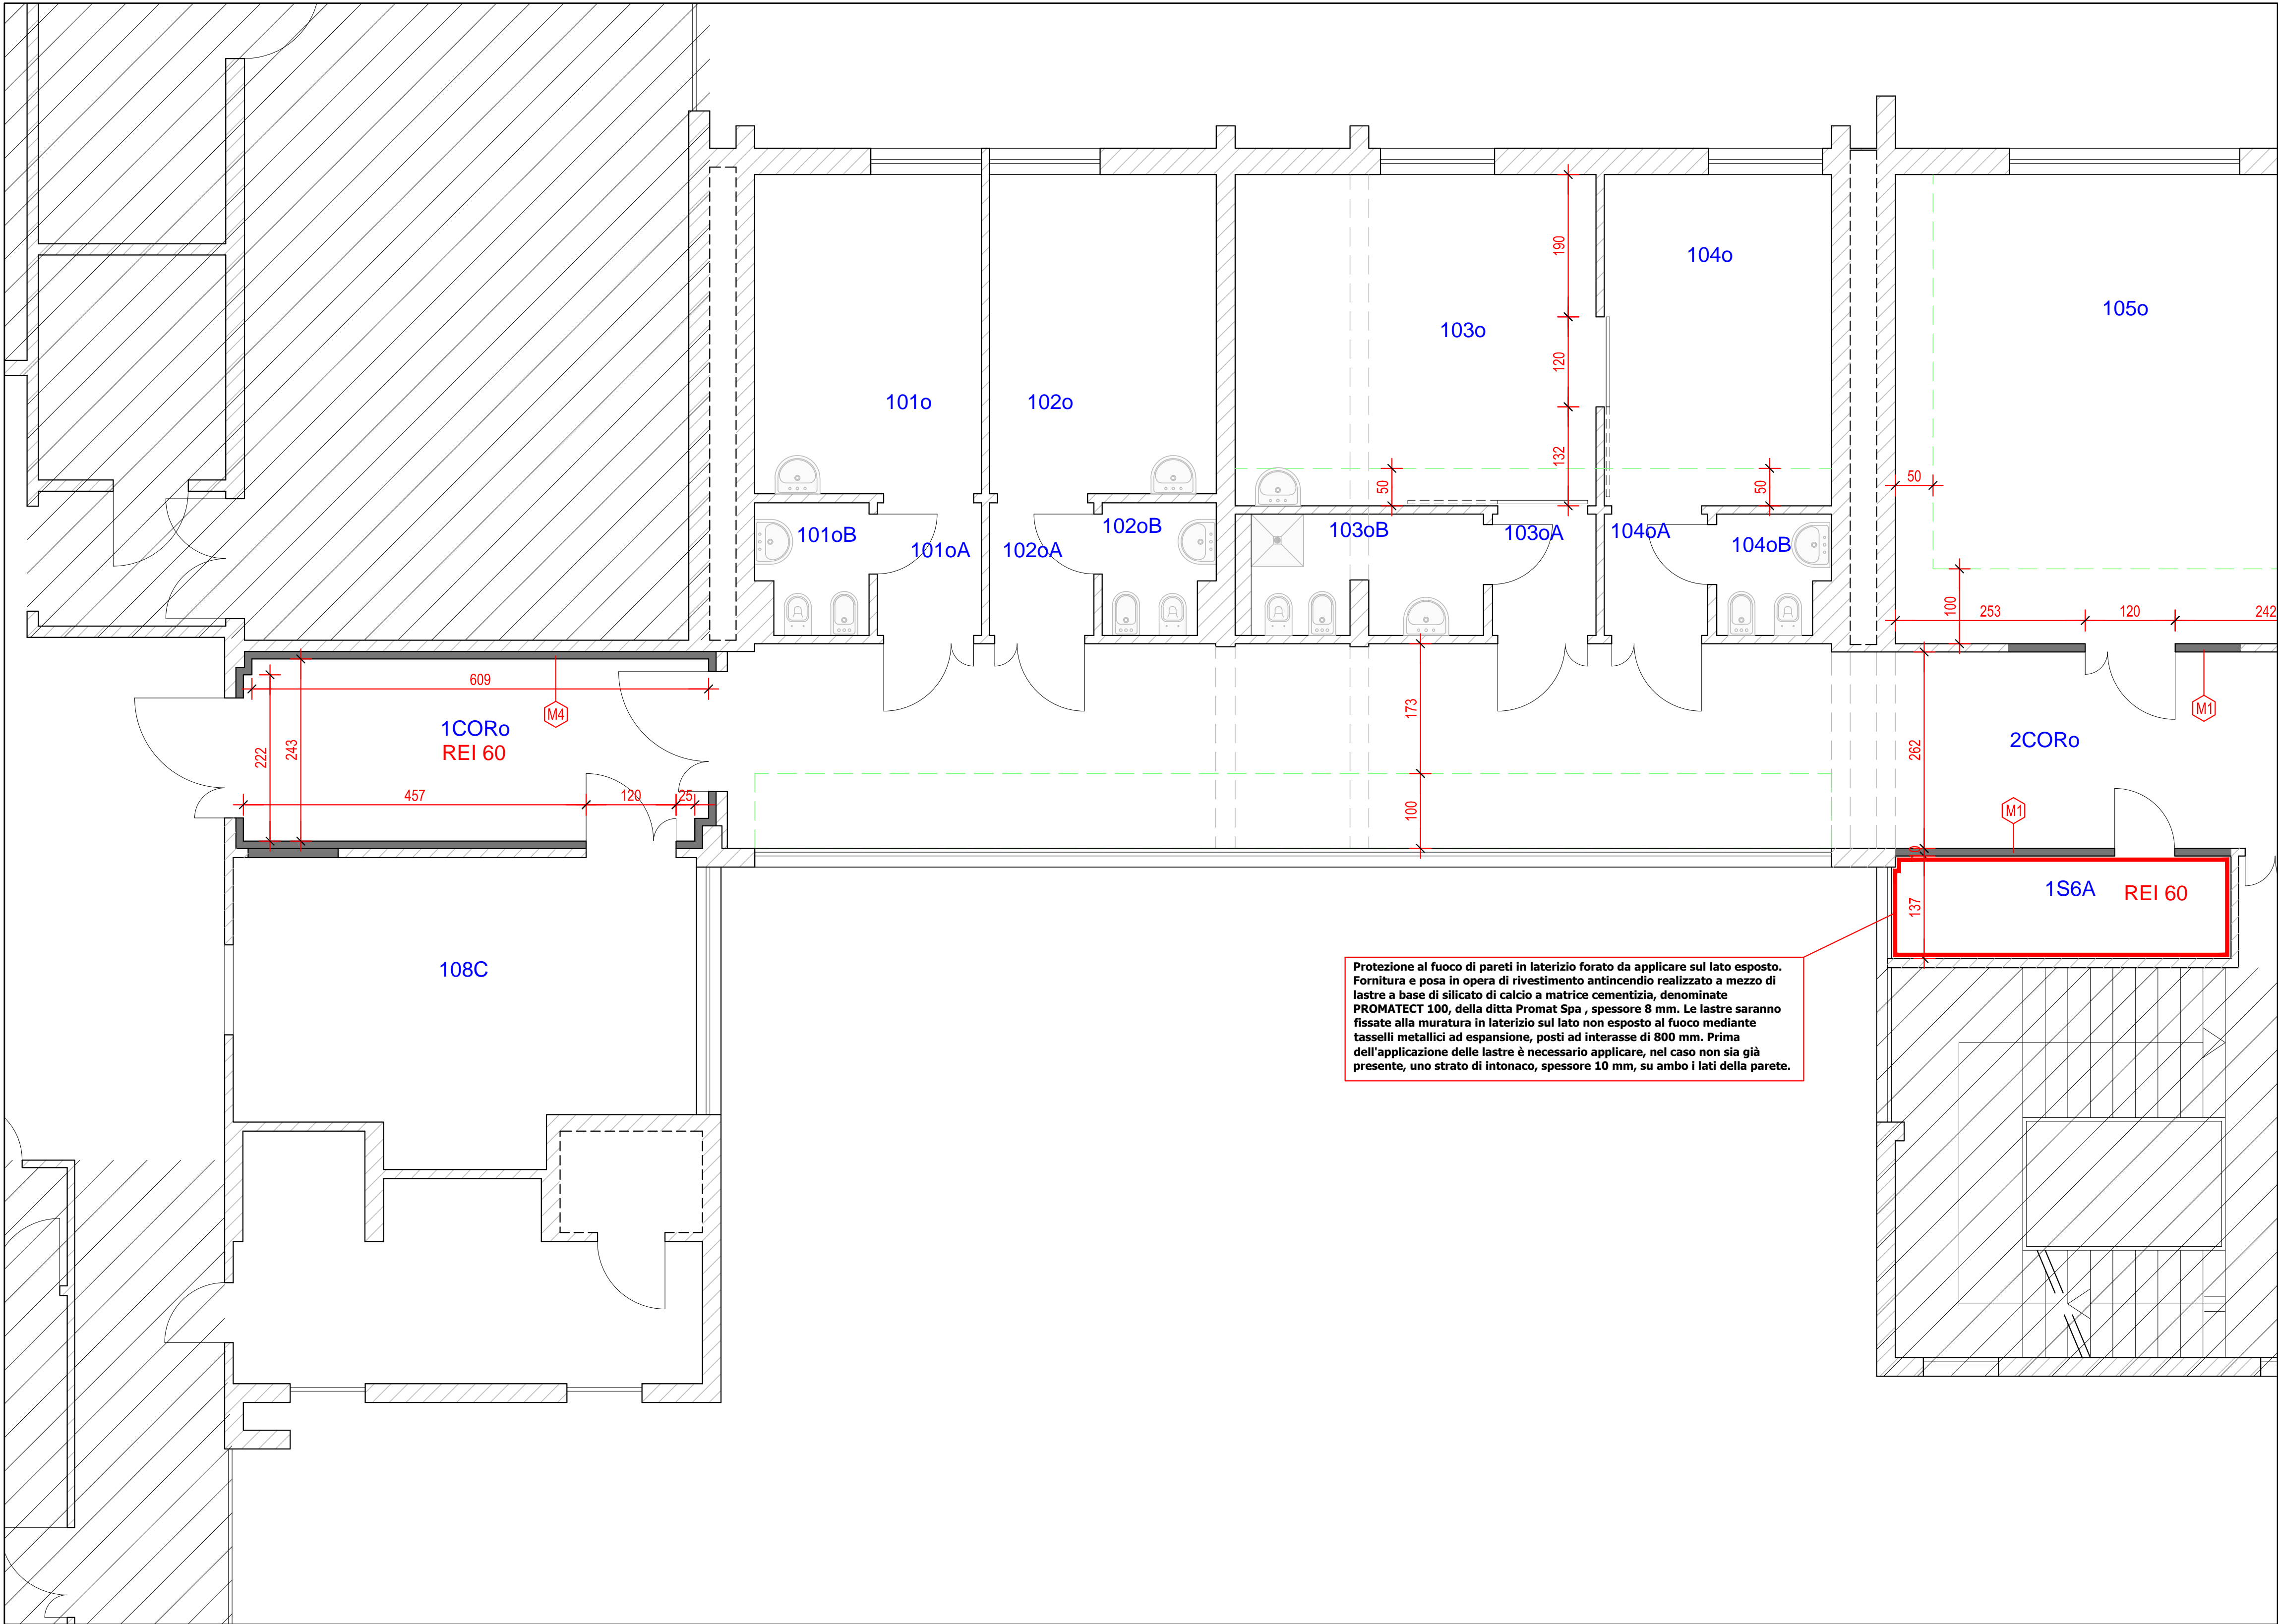 190
104o
105o
103o
120
101o
102o
132
50
50
50
101oB
101oA
102oA
102oB
103oB
103oA
104oA
104oB
100
253
120
242
609
M4
1CORo
REI 60
222
243
457
120
25
173
100
262
M1
2CORo
M1
1S6A
REI 60
137
108C
Protezione al fuoco di pareti in laterizio forato da applicare sul lato esposto.
Fornitura e posa in opera di rivestimento antincendio realizzato a mezzo di
lastre a base di silicato di calcio a matrice cementizia, denominate
PROMATECT 100, della ditta Promat Spa , spessore 8 mm. Le lastre saranno
fissate alla muratura in laterizio sul lato non esposto al fuoco mediante
tasselli metallici ad espansione, posti ad interasse di 800 mm. Prima
dell'applicazione delle lastre è necessario applicare, nel caso non sia già
presente, uno strato di intonaco, spessore 10 mm, su ambo i lati della parete.